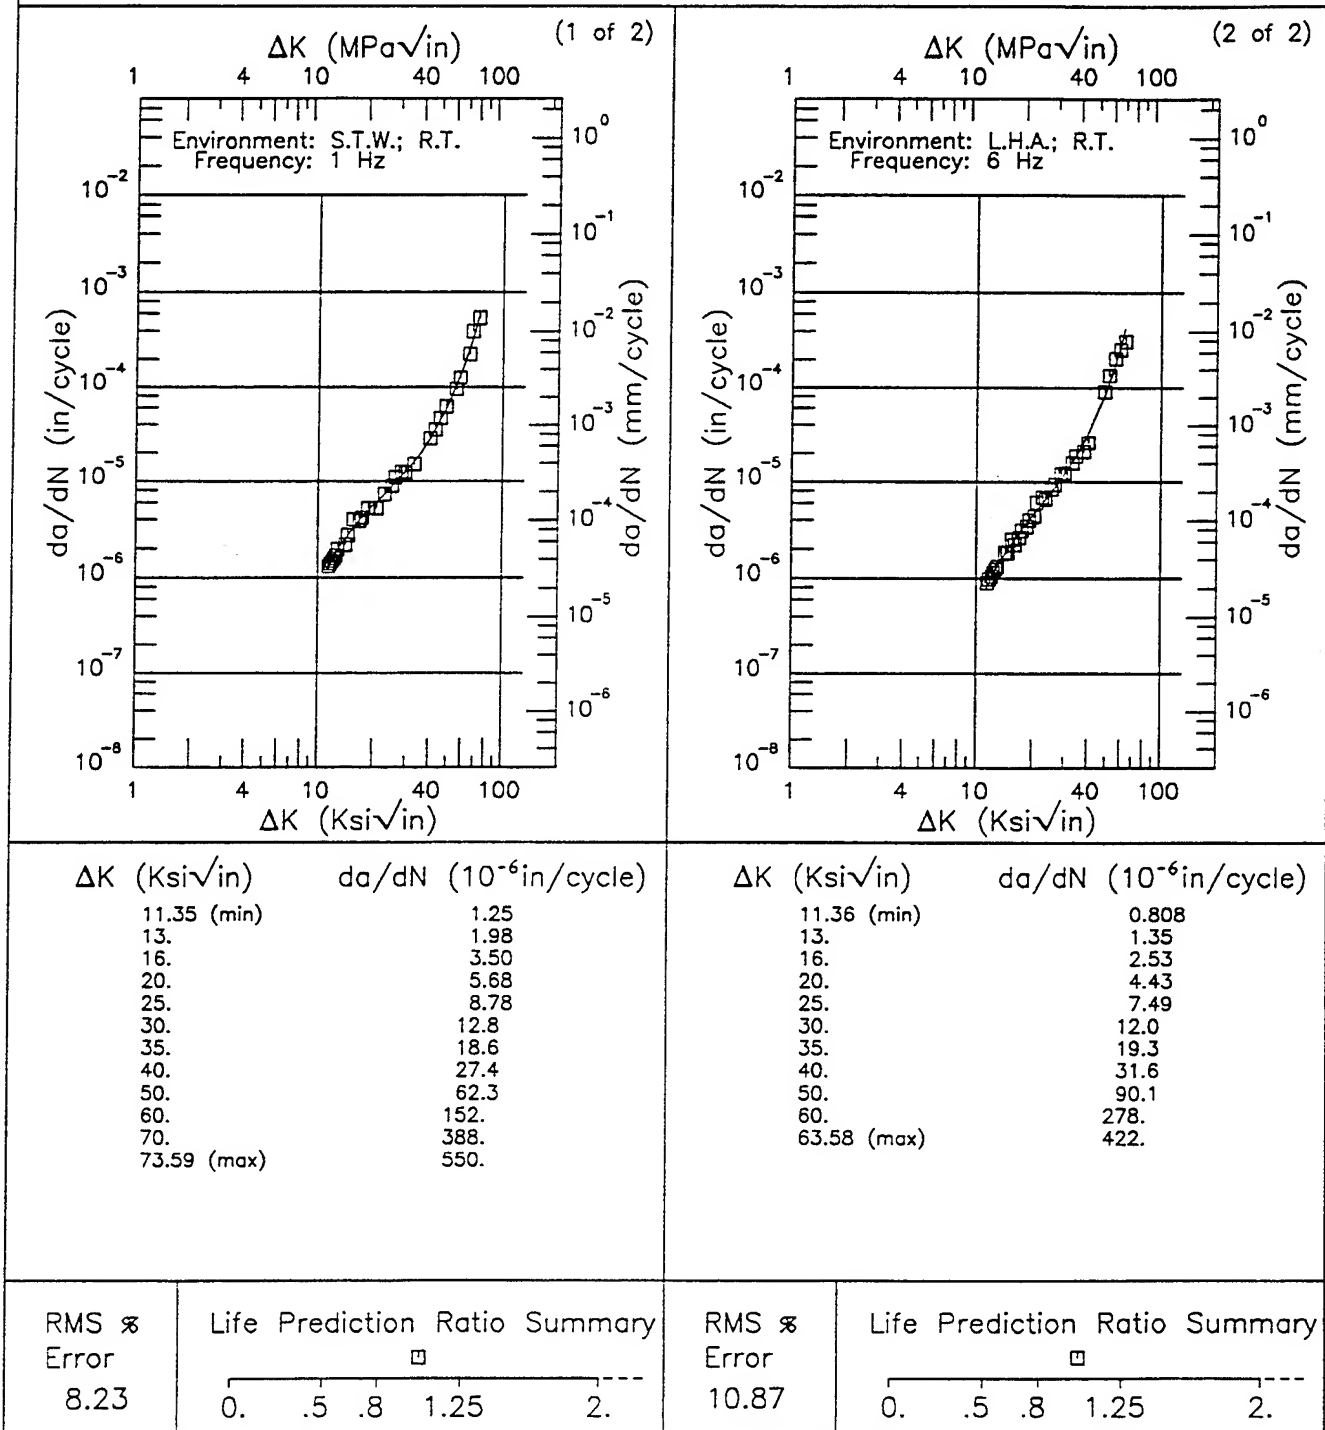 (1 of 2)
ΔK (MPa√in)
1 4 10 40 100
Environment: S.T.W.; R.T.
Frequency: 1 Hz
da/dN (in/cycle)
10⁻²
10⁻³
10⁻⁴
10⁻⁵
10⁻⁶
10⁻⁷
10⁻⁸
da/dN (mm/cycle)
10⁰
10⁻¹
10⁻²
10⁻³
10⁻⁴
10⁻⁵
10⁻⁶
1 4 10 40 100
ΔK (Ksi√in)
ΔK (Ksi√in) da/dN (10⁻⁶in/cycle)
11.35 (min) 1.25
13. 1.98
16. 3.50
20. 5.68
25. 8.78
30. 12.8
35. 18.6
40. 27.4
50. 62.3
60. 152.
70. 388.
73.59 (max) 550.
RMS %
Error
8.23
Life Prediction Ratio Summary
0. .5 .8 1.25 2.
(2 of 2)
ΔK (MPa√in)
1 4 10 40 100
Environment: L.H.A.; R.T.
Frequency: 6 Hz
da/dN (in/cycle)
10⁻²
10⁻³
10⁻⁴
10⁻⁵
10⁻⁶
10⁻⁷
10⁻⁸
da/dN (mm/cycle)
10⁰
10⁻¹
10⁻²
10⁻³
10⁻⁴
10⁻⁵
10⁻⁶
1 4 10 40 100
ΔK (Ksi√in)
ΔK (Ksi√in) da/dN (10⁻⁶in/cycle)
11.36 (min) 0.808
13. 1.35
16. 2.53
20. 4.43
25. 7.49
30. 12.0
35. 19.3
40. 31.6
50. 90.1
60. 278.
63.58 (max) 422.
RMS %
Error
10.87
Life Prediction Ratio Summary
0. .5 .8 1.25 2.